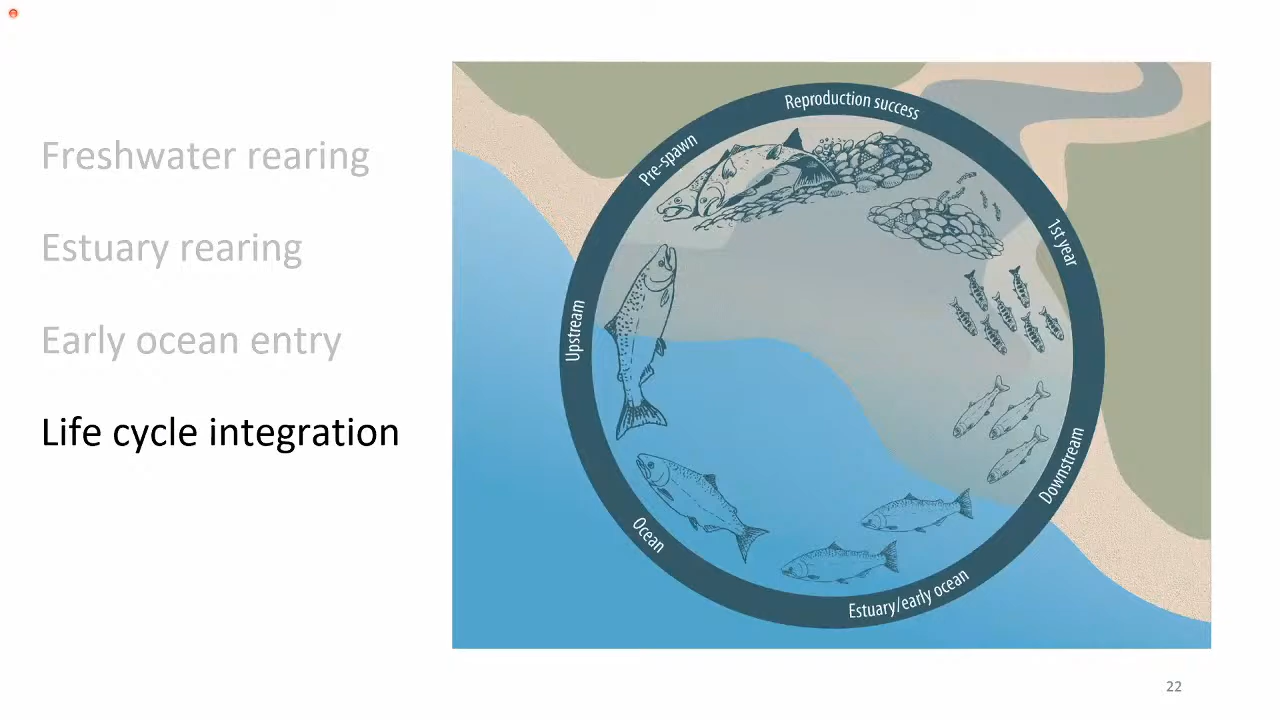 Freshwater rearing
Estuary rearing
Early ocean entry
Life cycle integration
Reproduction success
1st year
Downstream
Estuary/early ocean
Ocean
Upstream
Pre-spawn
22